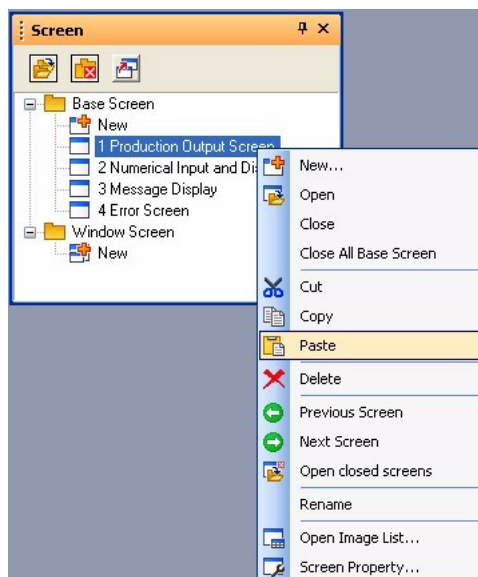 Screen
Base Screen
New
1 Production Output Screen
2 Numerical Input and Di
3 Message Display
4 Error Screen
Window Screen
New
New...
Open
Close
Close All Base Screen
Cut
Copy
Paste
Delete
Previous Screen
Next Screen
Open closed screens
Rename
Open Image List...
Screen Property...